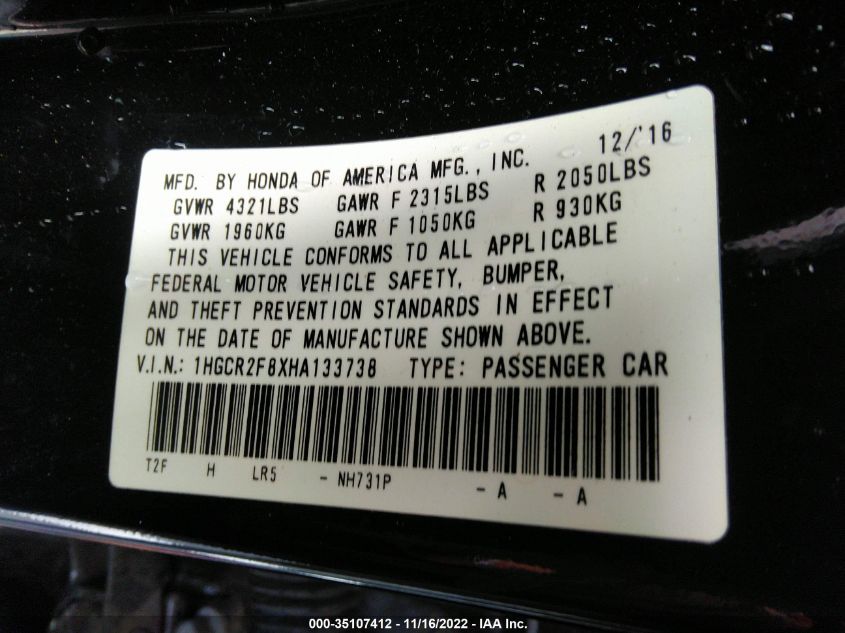 12/'16
MFD. BY HONDA OF AMERICA MFG., INC.
GVWR 4321LBS GAWR F 2315LBS R 2050LBS
GVWR 1960KG GAWR F 1050KG R 930KG
THIS VEHICLE CONFORMS TO ALL APPLICABLE
FEDERAL MOTOR VEHICLE SAFETY, BUMPER,
AND THEFT PREVENTION STANDARDS IN EFFECT
ON THE DATE OF MANUFACTURE SHOWN ABOVE.
V.I.N.: 1HGCR2F8XHA133738 TYPE: PASSENGER CAR
T2F H LR5 - NH731P - A - A
000-35107412 - 11/16/2022 - IAA Inc.